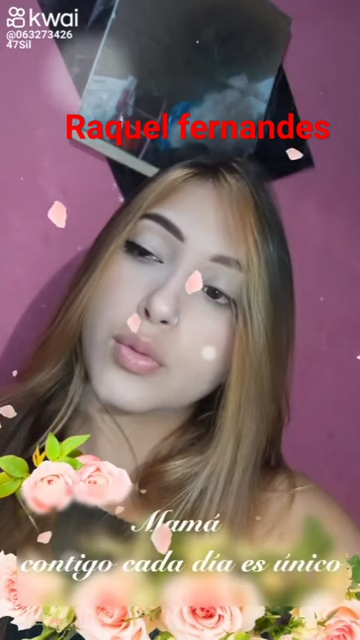 kwai
@063273426
47Sil
Raquel fernandes
Mamá
contigo cada día es único